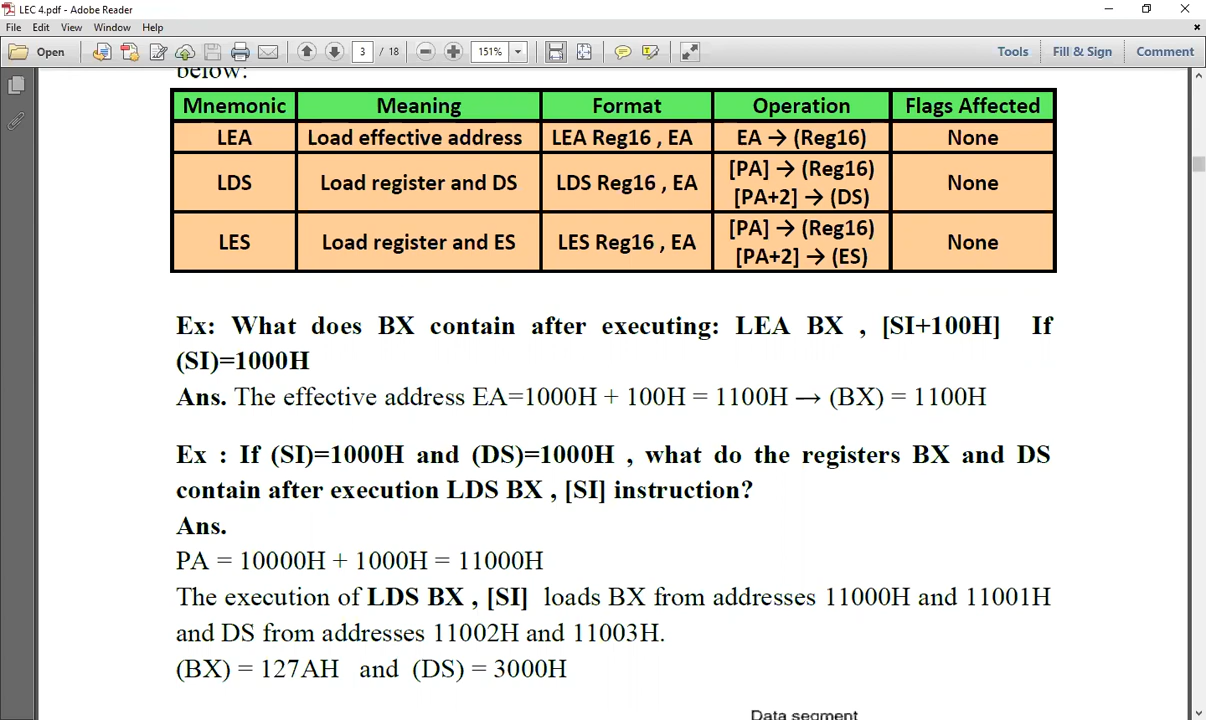 LEC 4.pdf - Adobe Reader
File Edit View Window Help
Open 3 / 18 151% Tools Fill & Sign Comment
below:
Mnemonic Meaning Format Operation Flags Affected
LEA Load effective address LEA Reg16 , EA EA → (Reg16) None
LDS Load register and DS LDS Reg16 , EA [PA] → (Reg16) None
[PA+2] → (DS)
LES Load register and ES LES Reg16 , EA [PA] → (Reg16) None
[PA+2] → (ES)
Ex: What does BX contain after executing: LEA BX , [SI+100H] If
(SI)=1000H
Ans. The effective address EA=1000H + 100H = 1100H → (BX) = 1100H
Ex : If (SI)=1000H and (DS)=1000H , what do the registers BX and DS
contain after execution LDS BX , [SI] instruction?
Ans.
PA = 10000H + 1000H = 11000H
The execution of LDS BX , [SI] loads BX from addresses 11000H and 11001H
and DS from addresses 11002H and 11003H.
(BX) = 127AH and (DS) = 3000H
Data segment